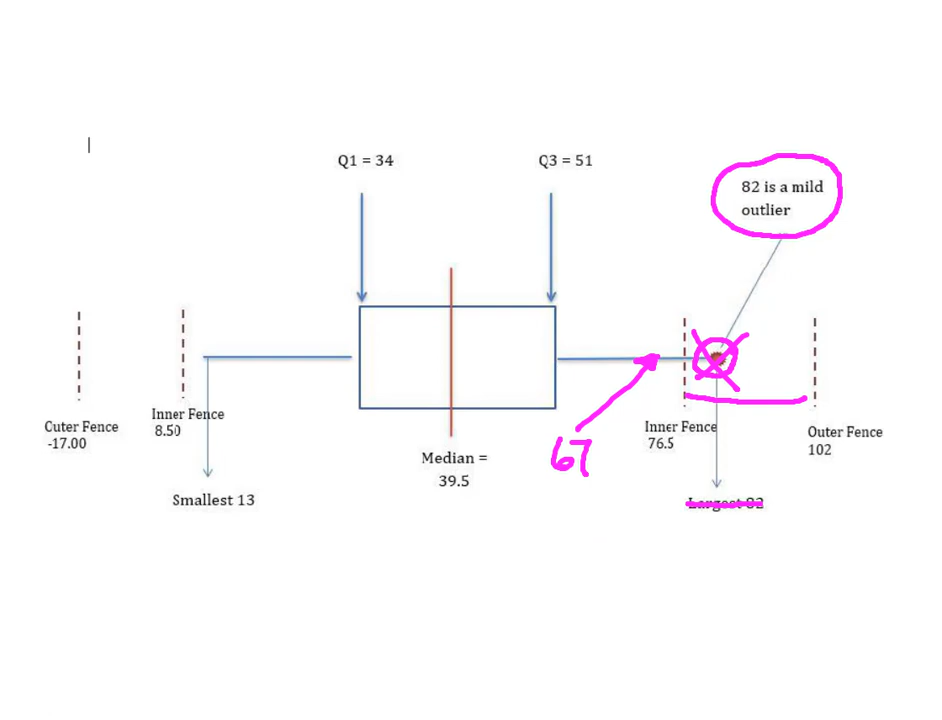 Q1 = 34
Q3 = 51
82 is a mild
outlier
Inner Fence
8.50
Outer Fence
-17.00
Smallest 13
Median =
39.5
67
Inner Fence
76.5
Outer Fence
102
Largest 82